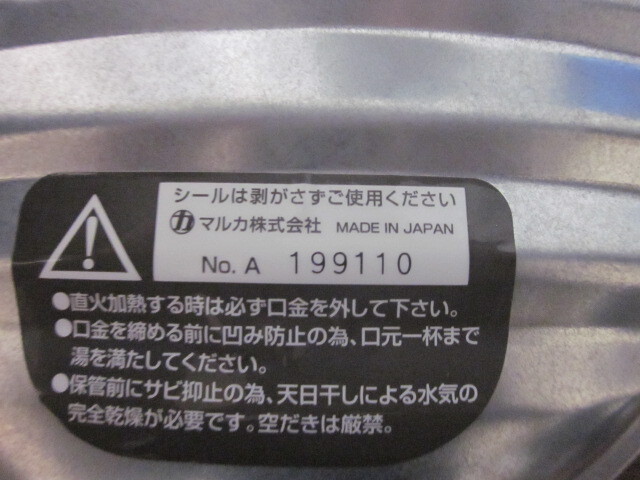 シールは剥がさずご使用ください
カ マルカ株式会社 MADE IN JAPAN
No. A 199110
●直火加熱する時は必ず口金を外して下さい。
●口金を締める前に凹み防止の為、口元一杯まで
湯を満たしてください。
●保管前にサビ抑止の為、天日干しによる水気の
完全乾燥が必要です。空だきは厳禁。